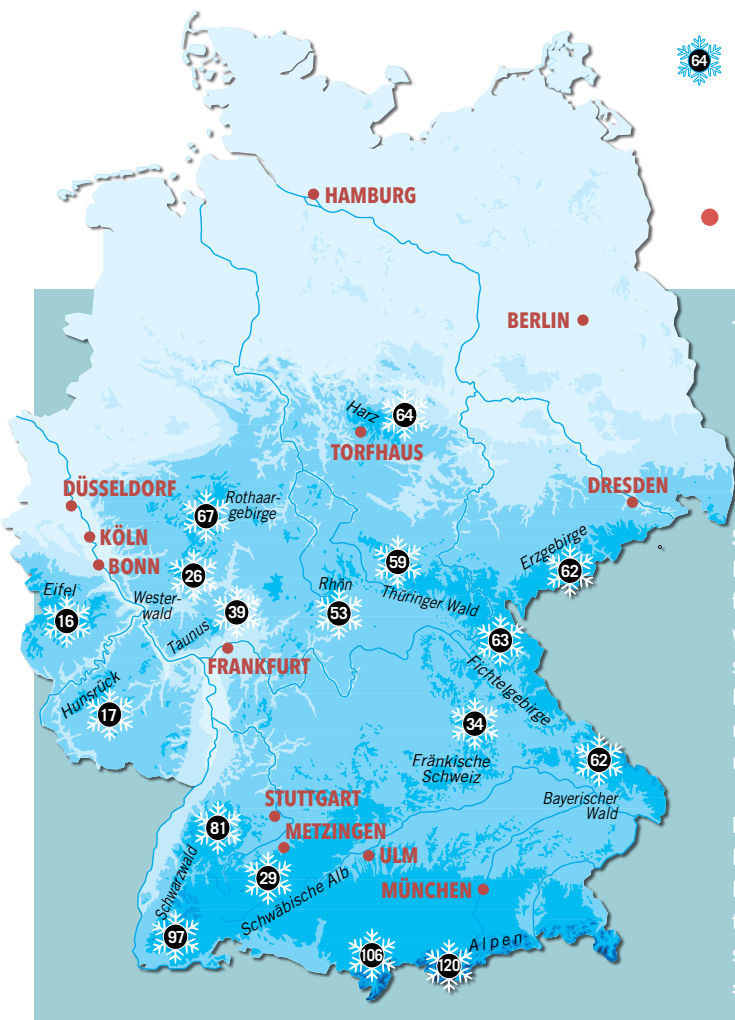 64
HAMBURG
BERLIN
Harz
64
TORFHAUS
DÜSSELDORF
DRESDEN
67
Rothaar-
gebirge
KÖLN
BONN
Erzgebirge
62
59
26
Eifel
16
Wester-
wald
39
Rhön
53
Thüringer Wald
Taunus
63
FRANKFURT
Hunsrück
17
Fichtelgebirge
34
Fränkische
Schweiz
62
Bayerischer
Wald
STUTTGART
81
METZINGEN
ULM
29
MÜNCHEN
Schwarzwald
Schwäbische Alb
97
106
120
Alpen